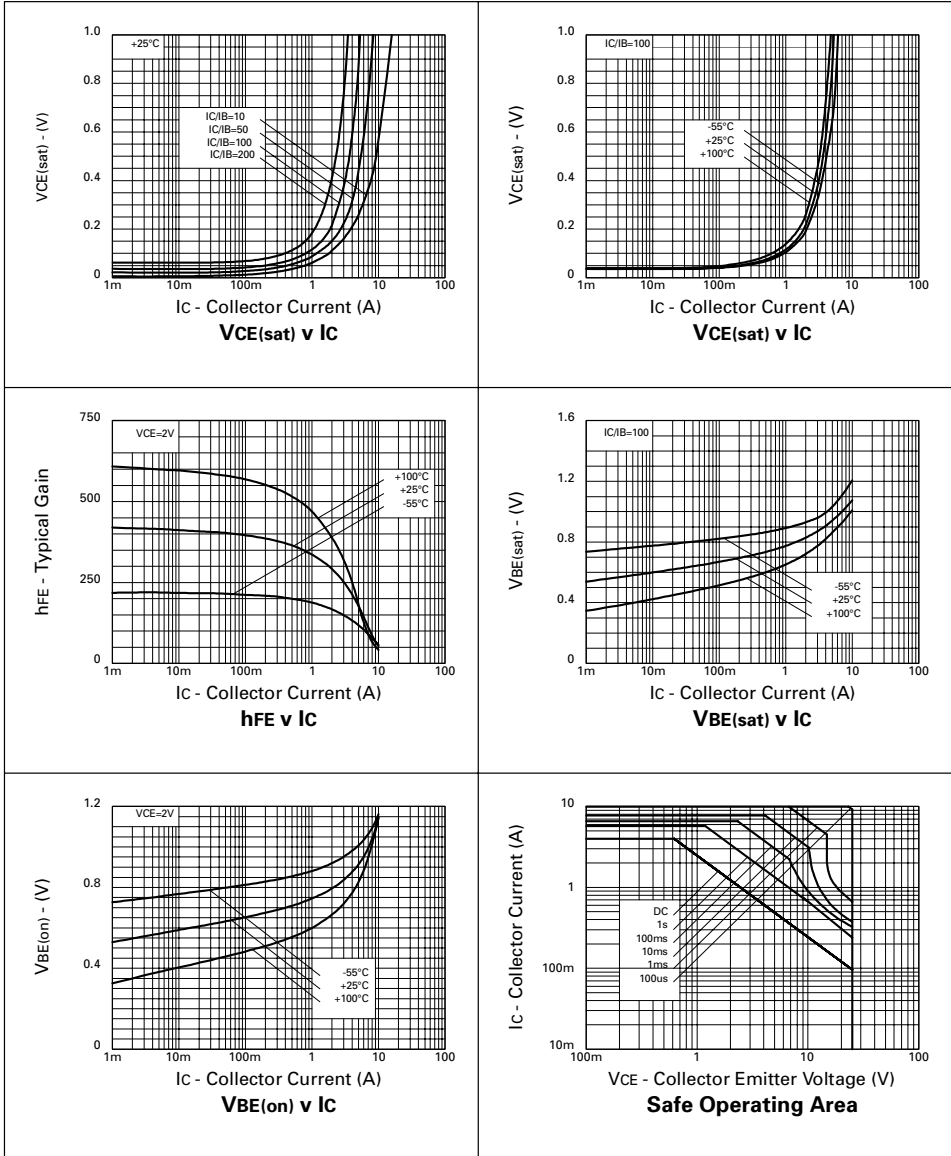 1.0
0.8
0.6
0.4
0.2
0
+25°C
IC/IB=10
IC/IB=50
IC/IB=100
IC/IB=200
VCE(sat) - (V)
1m 10m 100m 1 10 100
IC - Collector Current (A)
VCE(sat) v IC
1.0
0.8
0.6
0.4
0.2
0
IC/IB=100
-55°C
+25°C
+100°C
VCE(sat) - (V)
1m 10m 100m 1 10 100
IC - Collector Current (A)
VCE(sat) v IC
750
500
250
0
VCE=2V
+100°C
+25°C
-55°C
hFE - Typical Gain
1m 10m 100m 1 10 100
IC - Collector Current (A)
hFE v IC
1.6
1.2
0.8
0.4
0
IC/IB=100
-55°C
+25°C
+100°C
VBE(sat) - (V)
1m 10m 100m 1 10 100
IC - Collector Current (A)
VBE(sat) v IC
1.2
0.8
0.4
0
VCE=2V
-55°C
+25°C
+100°C
VBE(on) - (V)
1m 10m 100m 1 10 100
IC - Collector Current (A)
VBE(on) v IC
10
1
100m
10m
DC
1s
100ms
10ms
1ms
100us
IC - Collector Current (A)
100m 1 10 100
VCE - Collector Emitter Voltage (V)
Safe Operating Area